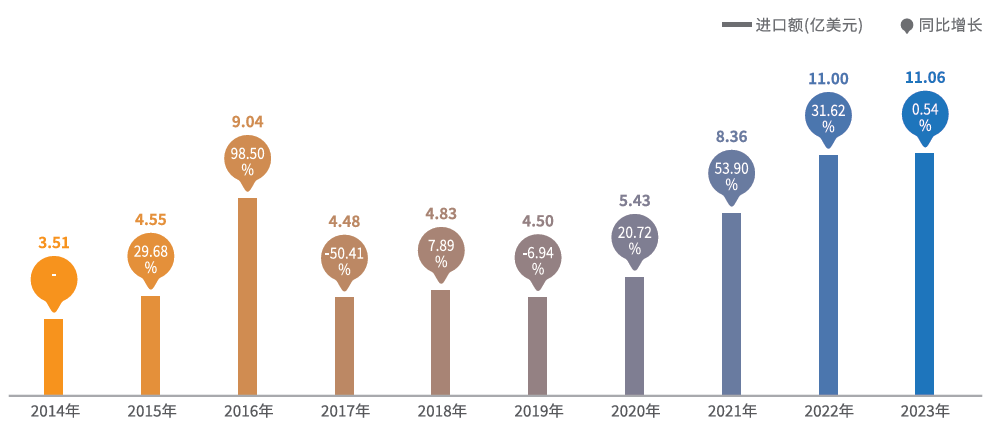 进口额(亿美元) 同比增长
3.51
-
2014年
4.55
29.68
%
2015年
9.04
98.50
%
2016年
4.48
-50.41
%
2017年
4.83
7.89
%
2018年
4.50
-6.94
%
2019年
5.43
20.72
%
2020年
8.36
53.90
%
2021年
11.00
31.62
%
2022年
11.06
0.54
%
2023年